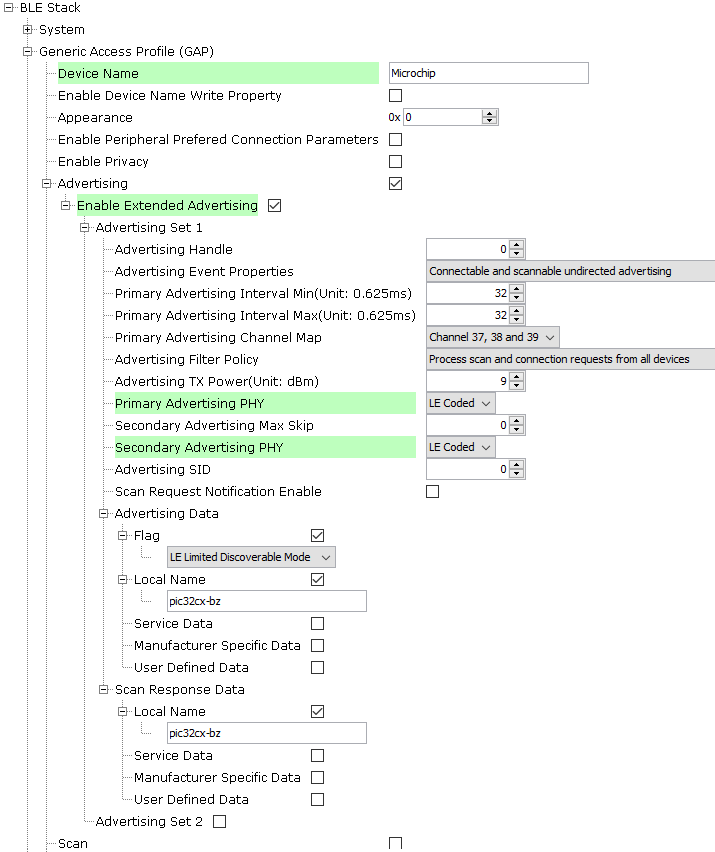 BLE Stack
System
Generic Access Profile (GAP)
Device Name Microchip
Enable Device Name Write Property
Appearance 0x 0
Enable Peripheral Prefered Connection Parameters
Enable Privacy
Advertising
Enable Extended Advertising
Advertising Set 1
Advertising Handle 0
Advertising Event Properties Connectable and scannable undirected advertising
Primary Advertising Interval Min(Unit: 0.625ms) 32
Primary Advertising Interval Max(Unit: 0.625ms) 32
Primary Advertising Channel Map Channel 37, 38 and 39
Advertising Filter Policy Process scan and connection requests from all devices
Advertising TX Power(Unit: dBm) 9
Primary Advertising PHY LE Coded
Secondary Advertising Max Skip 0
Secondary Advertising PHY LE Coded
Advertising SID 0
Scan Request Notification Enable
Advertising Data
Flag
LE Limited Discoverable Mode
Local Name
pic32cx-bz
Service Data
Manufacturer Specific Data
User Defined Data
Scan Response Data
Local Name
pic32cx-bz
Service Data
Manufacturer Specific Data
User Defined Data
Advertising Set 2
Scan